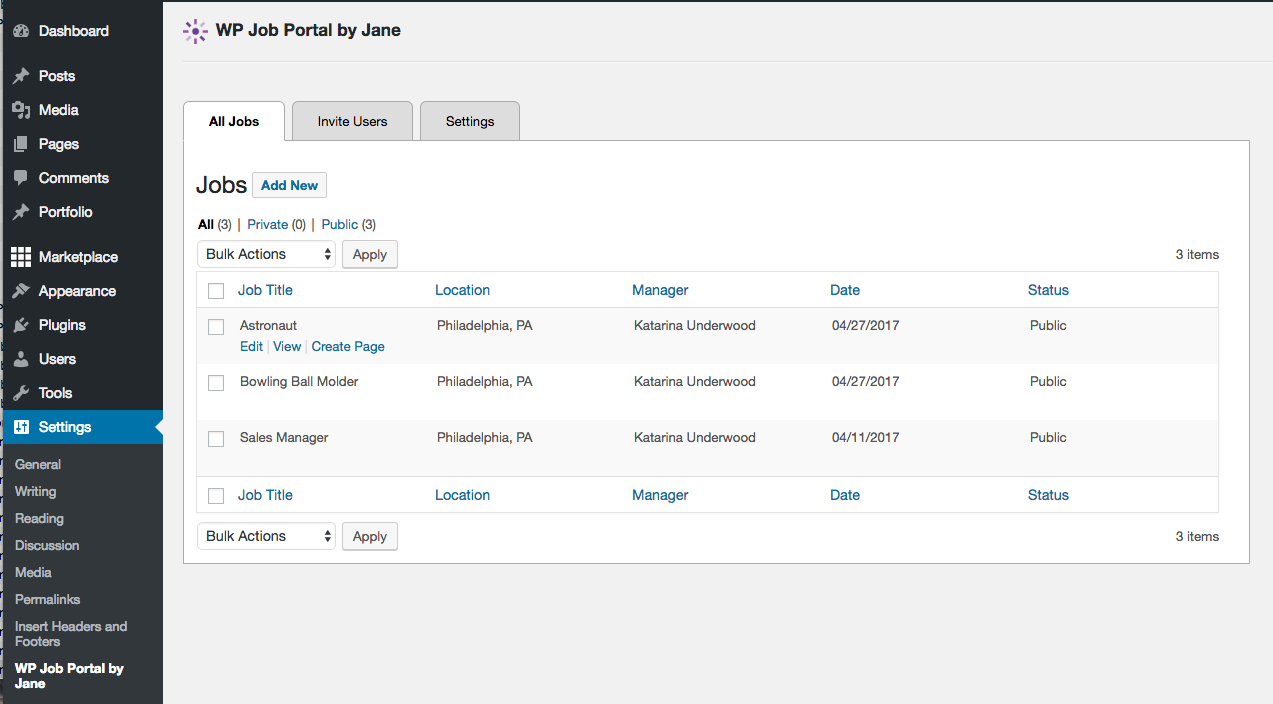 Dashboard
Posts
Media
Pages
Comments
Portfolio
Marketplace
Appearance
Plugins
Users
Tools
Settings
General
Writing
Reading
Discussion
Media
Permalinks
Insert Headers and
Footers
WP Job Portal by
Jane
WP Job Portal by Jane
All Jobs Invite Users Settings
Jobs Add New
All (3) | Private (0) | Public (3)
Bulk Actions Apply 3 items
Job Title Location Manager Date Status
Astronaut Philadelphia, PA Katarina Underwood 04/27/2017 Public
Edit | View | Create Page
Bowling Ball Molder Philadelphia, PA Katarina Underwood 04/27/2017 Public
Sales Manager Philadelphia, PA Katarina Underwood 04/11/2017 Public
Job Title Location Manager Date Status
Bulk Actions Apply 3 items